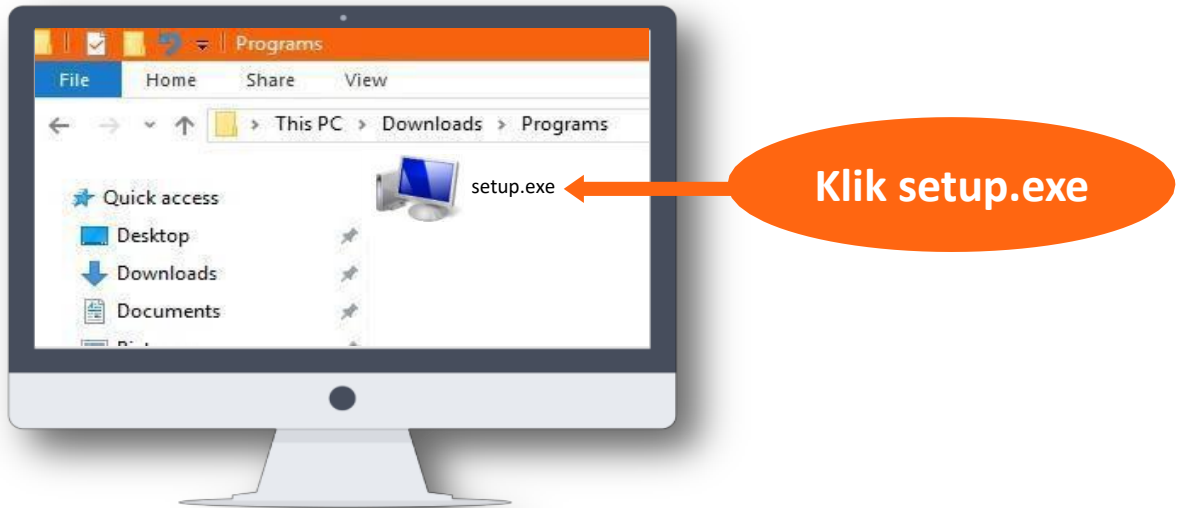 Programs
File Home Share View
This PC > Downloads > Programs
setup.exe
Klik setup.exe
Quick access
Desktop
Downloads
Documents